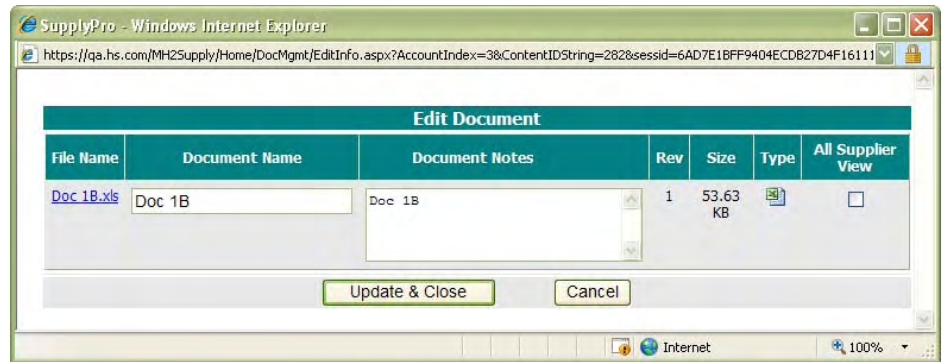 SupplyPro - Windows Internet Explorer
https://qa.hs.com/MH2Supply/Home/DocMgmt/EditInfo.aspx?AccountIndex=3&ContentIDString=282&sessid=6AD7E1BFF9404ECDB27D4F16111
Edit Document
File Name Document Name Document Notes Rev Size Type All Supplier
View
Doc 1B.xls Doc 1B Doc 1B 1 53.63
KB
Update & Close Cancel
Internet 100%